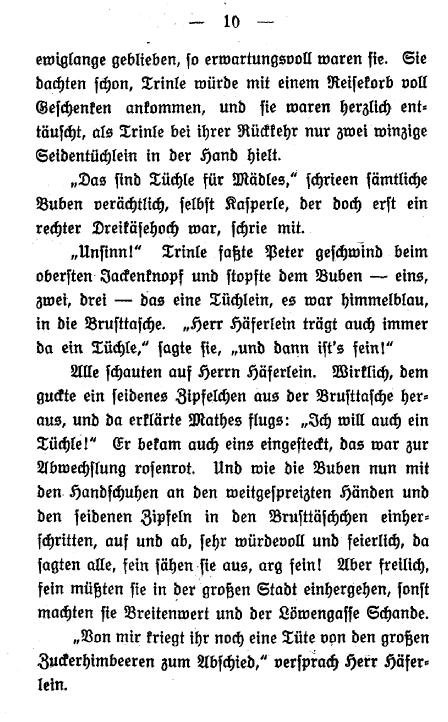 — 10 —
ewiglange geblieben, so erwartungsvoll waren sie. Sie
dachten schon, Trinle würde mit einem Reisekorb voll
Geschenken ankommen, und sie waren herzlich ent-
täuscht, als Trinle bei ihrer Rückkehr nur zwei winzige
Seidentüchlein in der Hand hielt.
„Das sind Tüchle für Mädles,“ schrieen sämtliche
Buben verächtlich, selbst Kasperle, der doch erst ein
rechter Dreikäsehoch war, schrie mit.
„Unsinn!“ Trinle faßte Peter geschwind beim
obersten Jackenknopf und stopfte dem Buben — eins,
zwei, drei — das eine Tüchlein, es war himmelblau,
in die Brusttasche. „Herr Häferlein trägt auch immer
da ein Tüchle,“ sagte sie, „und dann ist's fein!“
Alle schauten auf Herrn Häferlein. Wirklich, dem
guckte ein seidenes Zipfelchen aus der Brusttasche her-
aus, und da erklärte Mathes flugs: „Ich will auch ein
Tüchle!“ Er bekam auch eins eingesteckt, das war zur
Abwechslung rosenrot. Und wie die Buben nun mit
den Handschuhen an den weitgespreizten Händen und
den seidenen Zipfeln in den Brusttäschchen einher-
schritten, auf und ab, sehr würdevoll und feierlich, da
sagten alle, fein sähen sie aus, arg fein! Aber freilich,
fein müßten sie in der großen Stadt einhergehen, sonst
machten sie Breitenwert und der Löwengasse Schande.
„Von mir kriegt ihr noch eine Tüte von den großen
Zuckerhimbeeren zum Abschied,“ versprach Herr Häfer-
lein.